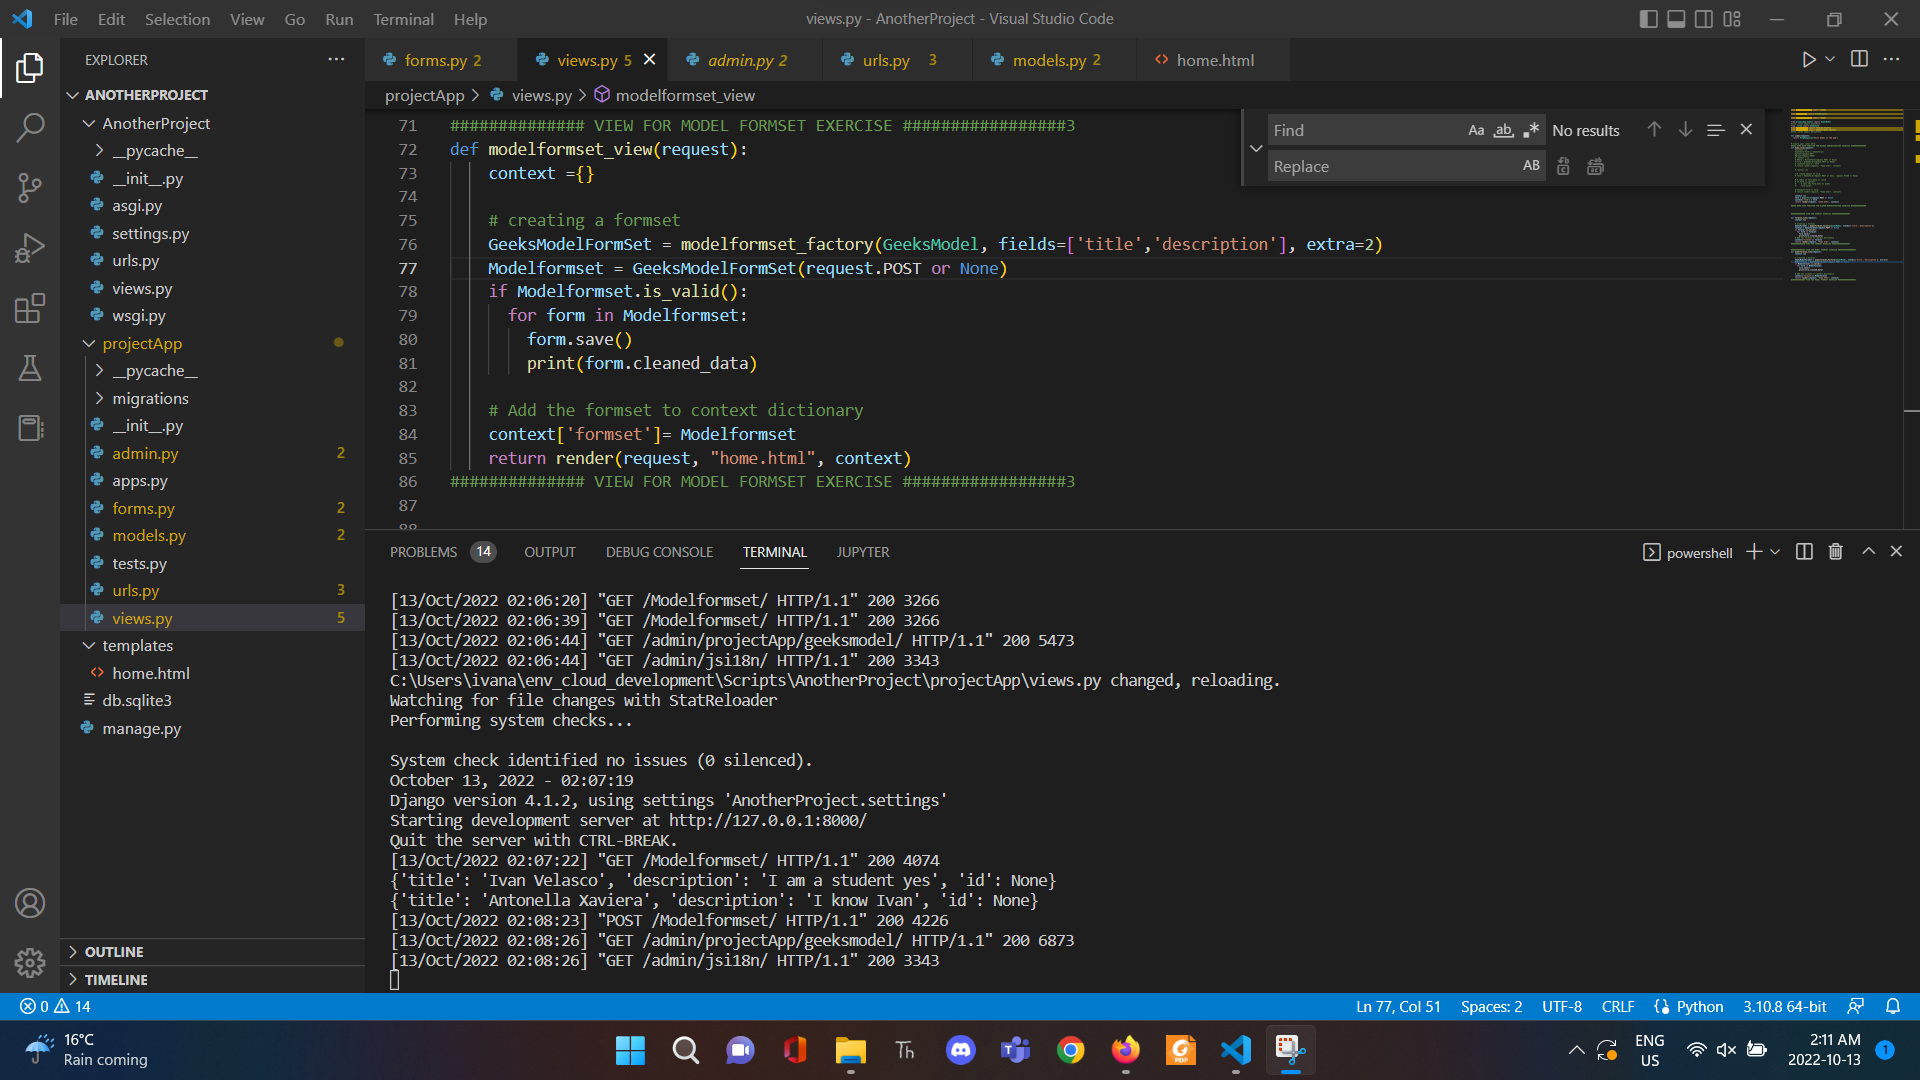 File Edit Selection View Go Run Terminal Help
views.py - AnotherProject - Visual Studio Code
EXPLORER
forms.py 2
views.py 5
admin.py 2
urls.py 3
models.py 2
home.html
projectApp > views.py > modelformset_view
ANOTHERPROJECT
AnotherProject
__pycache__
__init__.py
asgi.py
settings.py
urls.py
views.py
wsgi.py
projectApp
__pycache__
migrations
__init__.py
admin.py 2
apps.py
forms.py 2
models.py 2
tests.py
urls.py 3
views.py 5
templates
home.html
db.sqlite3
manage.py
OUTLINE
TIMELINE
Find Aa ab No results
Replace AB
71 ############## VIEW FOR MODEL FORMSET EXERCISE #################3
72 def modelformset_view(request):
73 context ={}
74
75 # creating a formset
76 GeeksModelFormSet = modelformset_factory(GeeksModel, fields=['title','description'], extra=2)
77 Modelformset = GeeksModelFormSet(request.POST or None)
78 if Modelformset.is_valid():
79 for form in Modelformset:
80 form.save()
81 print(form.cleaned_data)
82
83 # Add the formset to context dictionary
84 context['formset']= Modelformset
85 return render(request, "home.html", context)
86 ############## VIEW FOR MODEL FORMSET EXERCISE #################3
87
88
PROBLEMS 14 OUTPUT DEBUG CONSOLE TERMINAL JUPYTER
powershell
[13/Oct/2022 02:06:20] "GET /Modelformset/ HTTP/1.1" 200 3266
[13/Oct/2022 02:06:39] "GET /Modelformset/ HTTP/1.1" 200 3266
[13/Oct/2022 02:06:44] "GET /admin/projectApp/geeksmodel/ HTTP/1.1" 200 5473
[13/Oct/2022 02:06:44] "GET /admin/jsi18n/ HTTP/1.1" 200 3343
C:\Users\ivana\env_cloud_development\Scripts\AnotherProject\projectApp\views.py changed, reloading.
Watching for file changes with StatReloader
Performing system checks...
System check identified no issues (0 silenced).
October 13, 2022 - 02:07:19
Django version 4.1.2, using settings 'AnotherProject.settings'
Starting development server at http://127.0.0.1:8000/
Quit the server with CTRL-BREAK.
[13/Oct/2022 02:07:22] "GET /Modelformset/ HTTP/1.1" 200 4074
{'title': 'Ivan Velasco', 'description': 'I am a student yes', 'id': None}
{'title': 'Antonella Xaviera', 'description': 'I know Ivan', 'id': None}
[13/Oct/2022 02:08:23] "POST /Modelformset/ HTTP/1.1" 200 4226
[13/Oct/2022 02:08:26] "GET /admin/projectApp/geeksmodel/ HTTP/1.1" 200 6873
[13/Oct/2022 02:08:26] "GET /admin/jsi18n/ HTTP/1.1" 200 3343
0 14
Ln 77, Col 51 Spaces: 2 UTF-8 CRLF Python 3.10.8 64-bit
16°C
Rain coming
Th
ENG
US
2:11 AM
2022-10-13
1